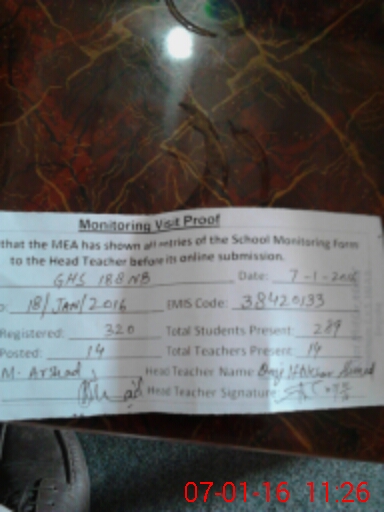 Monitoring Visit Proof
that the MEA has shown all entries of the School Monitoring Form
to the Head Teacher before its online submission.
GHS 188 NB Date: 7-1-2016
18/JAN/2016 EMIS Code: 38420133
Registered: 320 Total Students Present: 289
Posted: 14 Total Teachers Present: 14
M. Arshad Head Teacher Name
Head Teacher Signature
07-01-16 11:26